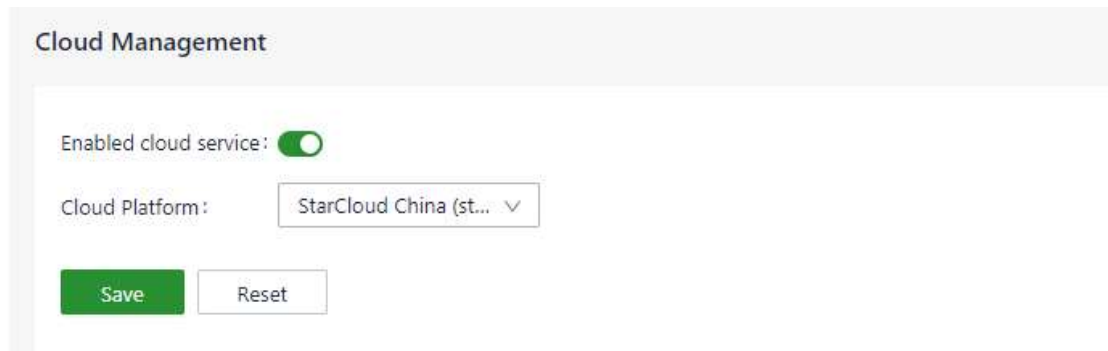 Cloud Management
Enabled cloud service:
Cloud Platform: StarCloud China (st...
Save Reset